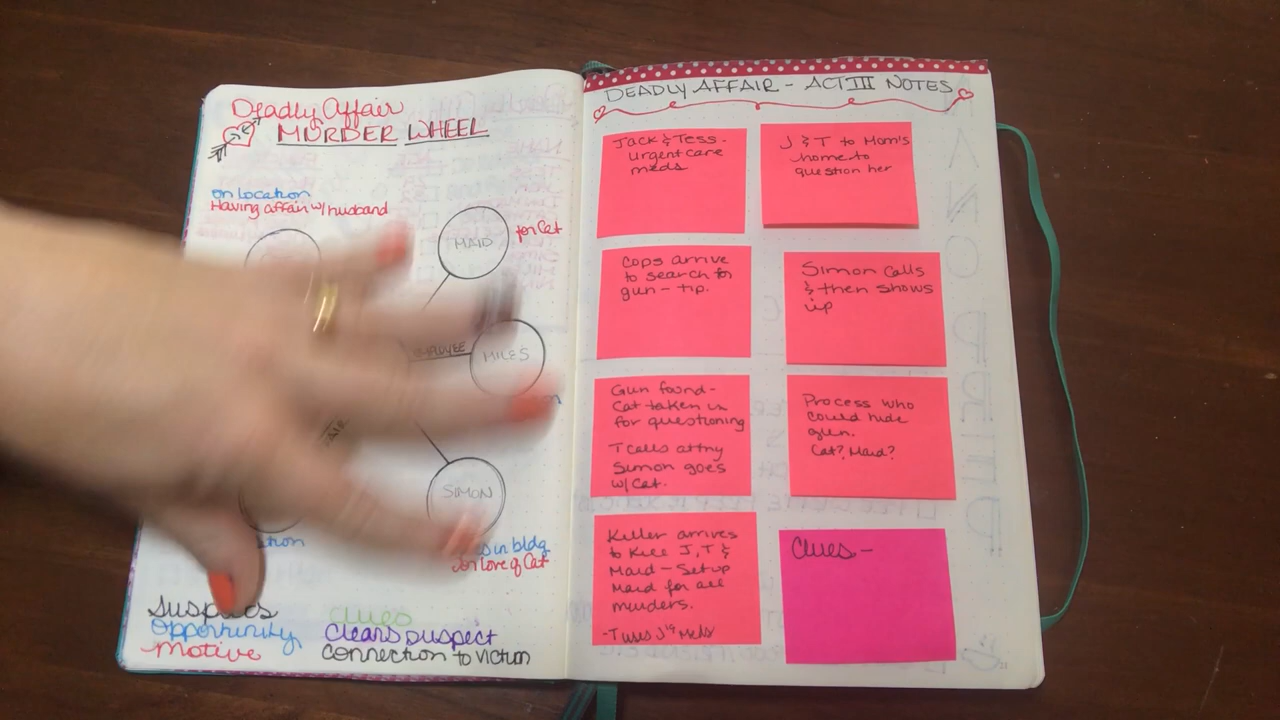 Deadly Affair
MURDER WHEEL
on location
Having affair w/husband
MAID
for Cat
MILES
SIMON
in bldg
for love of Cat
Suspects
Opportunity
Motive
clues
clears suspect
connection to victim
DEADLY AFFAIR - ACT III NOTES
Jack & Tess -
urgent care
meds
J & T to Mom's
home to
question her
Cops arrive
to search for
gun - tip.
Simon calls
& then shows
up
Gun found -
Cat taken in
for questioning
T calls attny
Simon goes
w/Cat.
Process who
could hide
gun.
Cat? Maid?
Killer arrives
to kill J, T &
Maid - Set up
Maid for all
murders.
- T uses J's Meds
Clues -
21